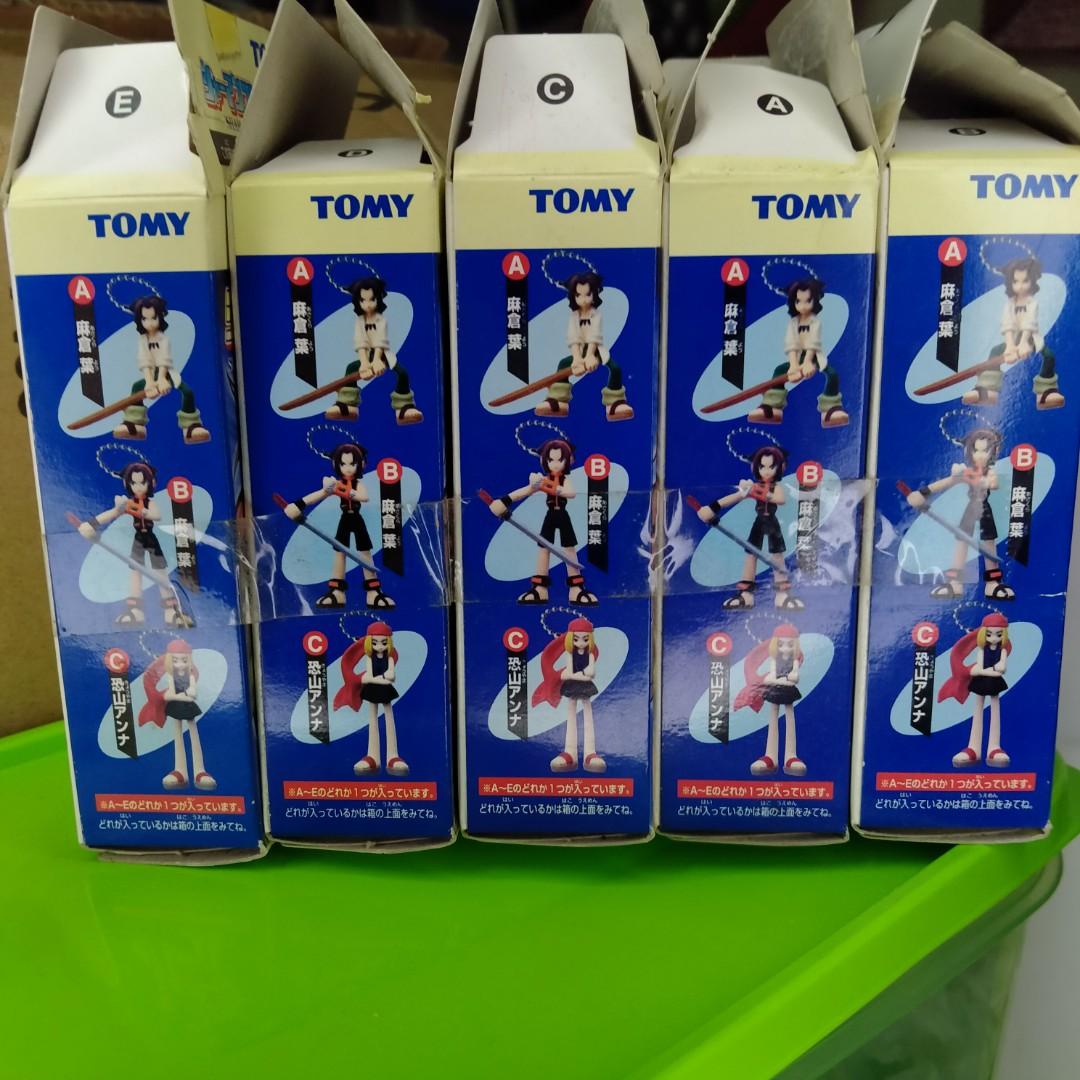 E
TOMY
A
麻倉 葉
B
麻倉 葉
C
恐山アンナ
※A〜Eのどれか1つが入っています。
どれが入っているかは箱の上面をみてね。
D
TOMY
A
麻倉 葉
B
麻倉 葉
C
恐山アンナ
※A〜Eのどれか1つが入っています。
どれが入っているかは箱の上面をみてね。
C
TOMY
A
麻倉 葉
B
麻倉 葉
C
恐山アンナ
※A〜Eのどれか1つが入っています。
どれが入っているかは箱の上面をみてね。
A
TOMY
A
麻倉 葉
B
麻倉 葉
C
恐山アンナ
※A〜Eのどれか1つが入っています。
どれが入っているかは箱の上面をみてね。
B
TOMY
A
麻倉 葉
B
麻倉 葉
C
恐山アンナ
※A〜Eのどれか1つが入っています。
どれが入っているかは箱の上面をみてね。